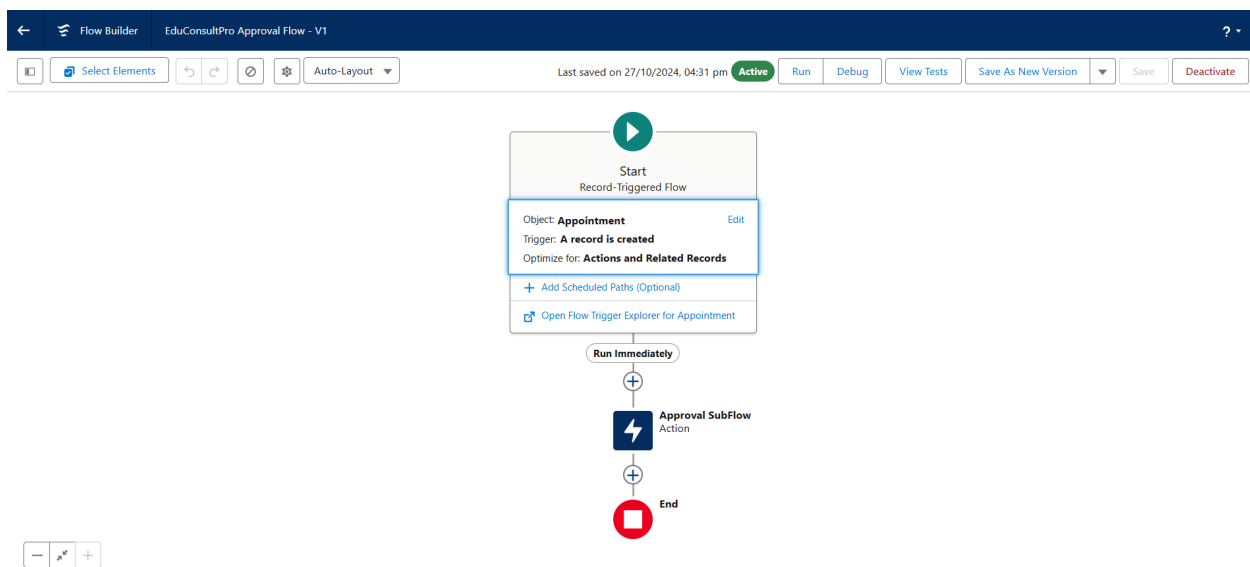 Flow Builder EduConsultPro Approval Flow - V1 ?
Select Elements Auto-Layout Last saved on 27/10/2024, 04:31 pm Active Run Debug View Tests Save As New Version Save Deactivate
Start
Record-Triggered Flow
Object: Appointment Edit
Trigger: A record is created
Optimize for: Actions and Related Records
+ Add Scheduled Paths (Optional)
Open Flow Trigger Explorer for Appointment
Run Immediately
Approval SubFlow
Action
End